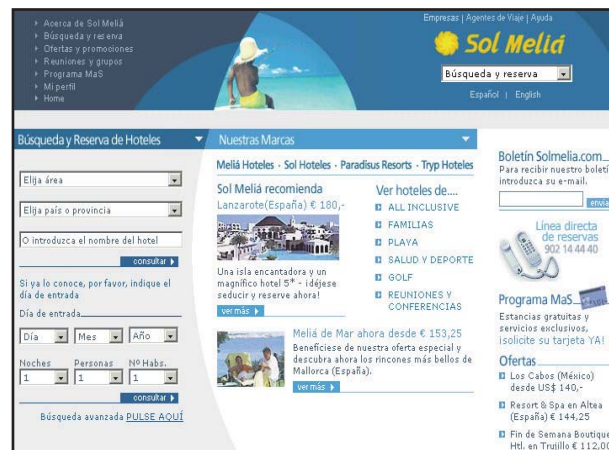 Acerca de Sol Meliá
Búsqueda y reserva
Ofertas y promociones
Reuniones y grupos
Programa MaS
Mi perfil
Home
Empresas | Agentes de Viaje | Ayuda
Sol Meliá
Búsqueda y reserva
Español | English
Búsqueda y Reserva de Hoteles
Elija área
Elija país o provincia
O introduzca el nombre del hotel
consultar
Si ya lo conoce, por favor, indique el
día de entrada
Día de entrada
Día Mes Año
Noches Personas Nº Habs.
1 1 1
consultar
Búsqueda avanzada PULSE AQUÍ
Nuestras Marcas
Meliá Hoteles - Sol Hoteles - Paradisus Resorts - Tryp Hoteles
Sol Meliá recomienda
Lanzarote(España) € 180,-
Una isla encantadora y un
magnífico hotel 5* - idéjese
seducir y reserve ahora!
ver más
Ver hoteles de....
ALL INCLUSIVE
FAMILIAS
PLAYA
SALUD Y DEPORTE
GOLF
REUNIONES Y
CONFERENCIAS
Meliá de Mar ahora desde € 153,25
Benefíciese de nuestra oferta especial y
descubra ahora los rincones más bellos de
Mallorca (España).
ver más
Boletín Solmelia.com
Para recibir nuestro boletí
introduzca su e-mail.
envia
Línea directa
de reservas
902 14 44 40
Programa MaS
Estancias gratuitas y
servicios exclusivos,
isolicite su tarjeta YA!
Ofertas
Los Cabos (México)
desde US$ 140,-
Resort & Spa en Altea
(España) € 144,25
Fin de Semana Boutique
Htl. en Trujillo € 112,00